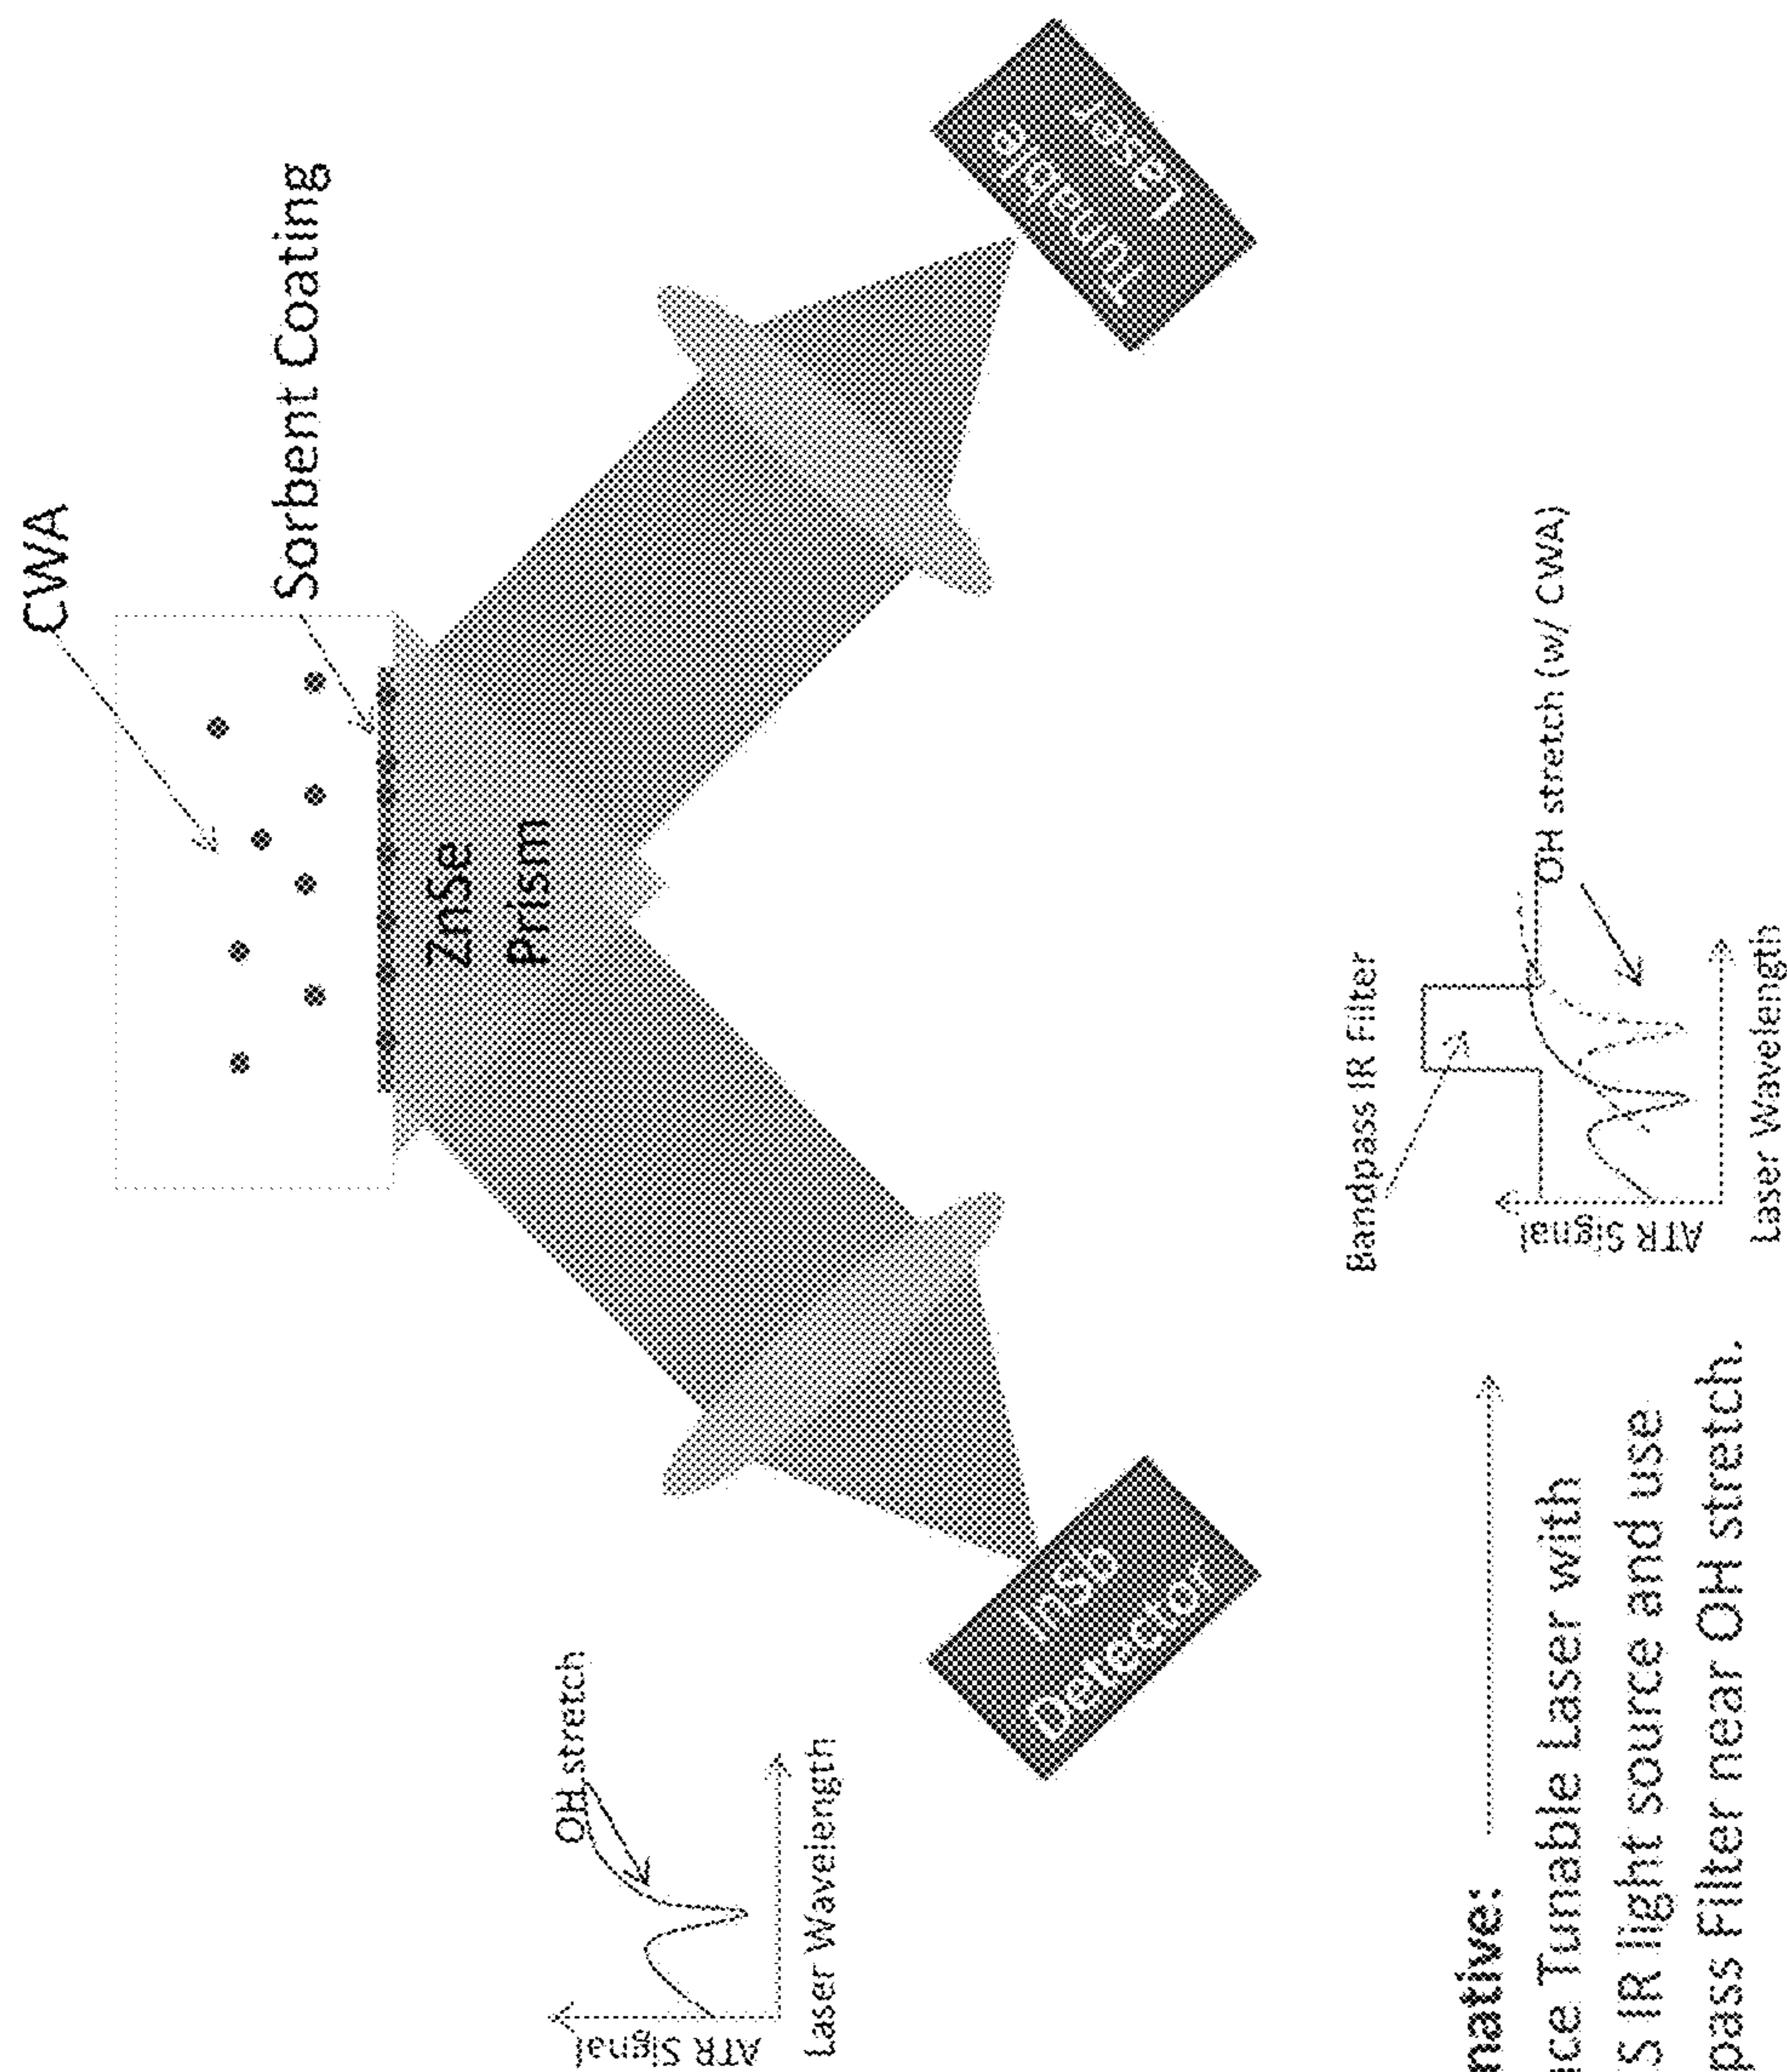 CWA
Sorbent Coating
ZnSe
Prism
OH stretch
ATR Signal
Laser Wavelength
InSb
Detector
Tunable
laser
native:
ce Tunable Laser with
S IR light source and use
pass Filter near OH stretch.
Bandpass IR Filter
OH stretch (w/ CWA)
ATR Signal
Laser Wavelength